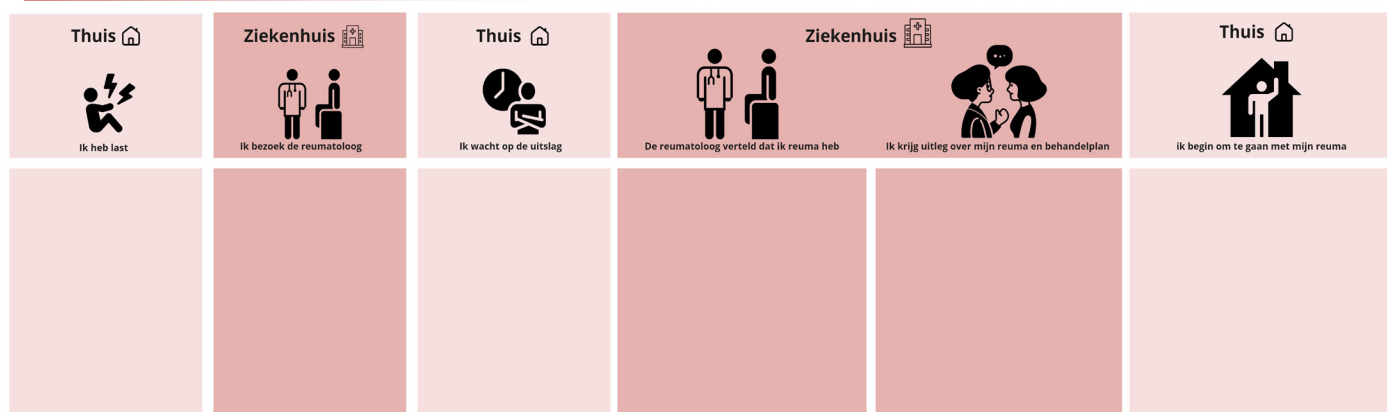 Thuis
Ik heb last
Ziekenhuis
Ik bezoek de reumatoloog
Thuis
Ik wacht op de uitslag
Ziekenhuis
De reumatoloog verteld dat ik reuma heb
Ik krijg uitleg over mijn reuma en behandelplan
Thuis
ik begin om te gaan met mijn reuma